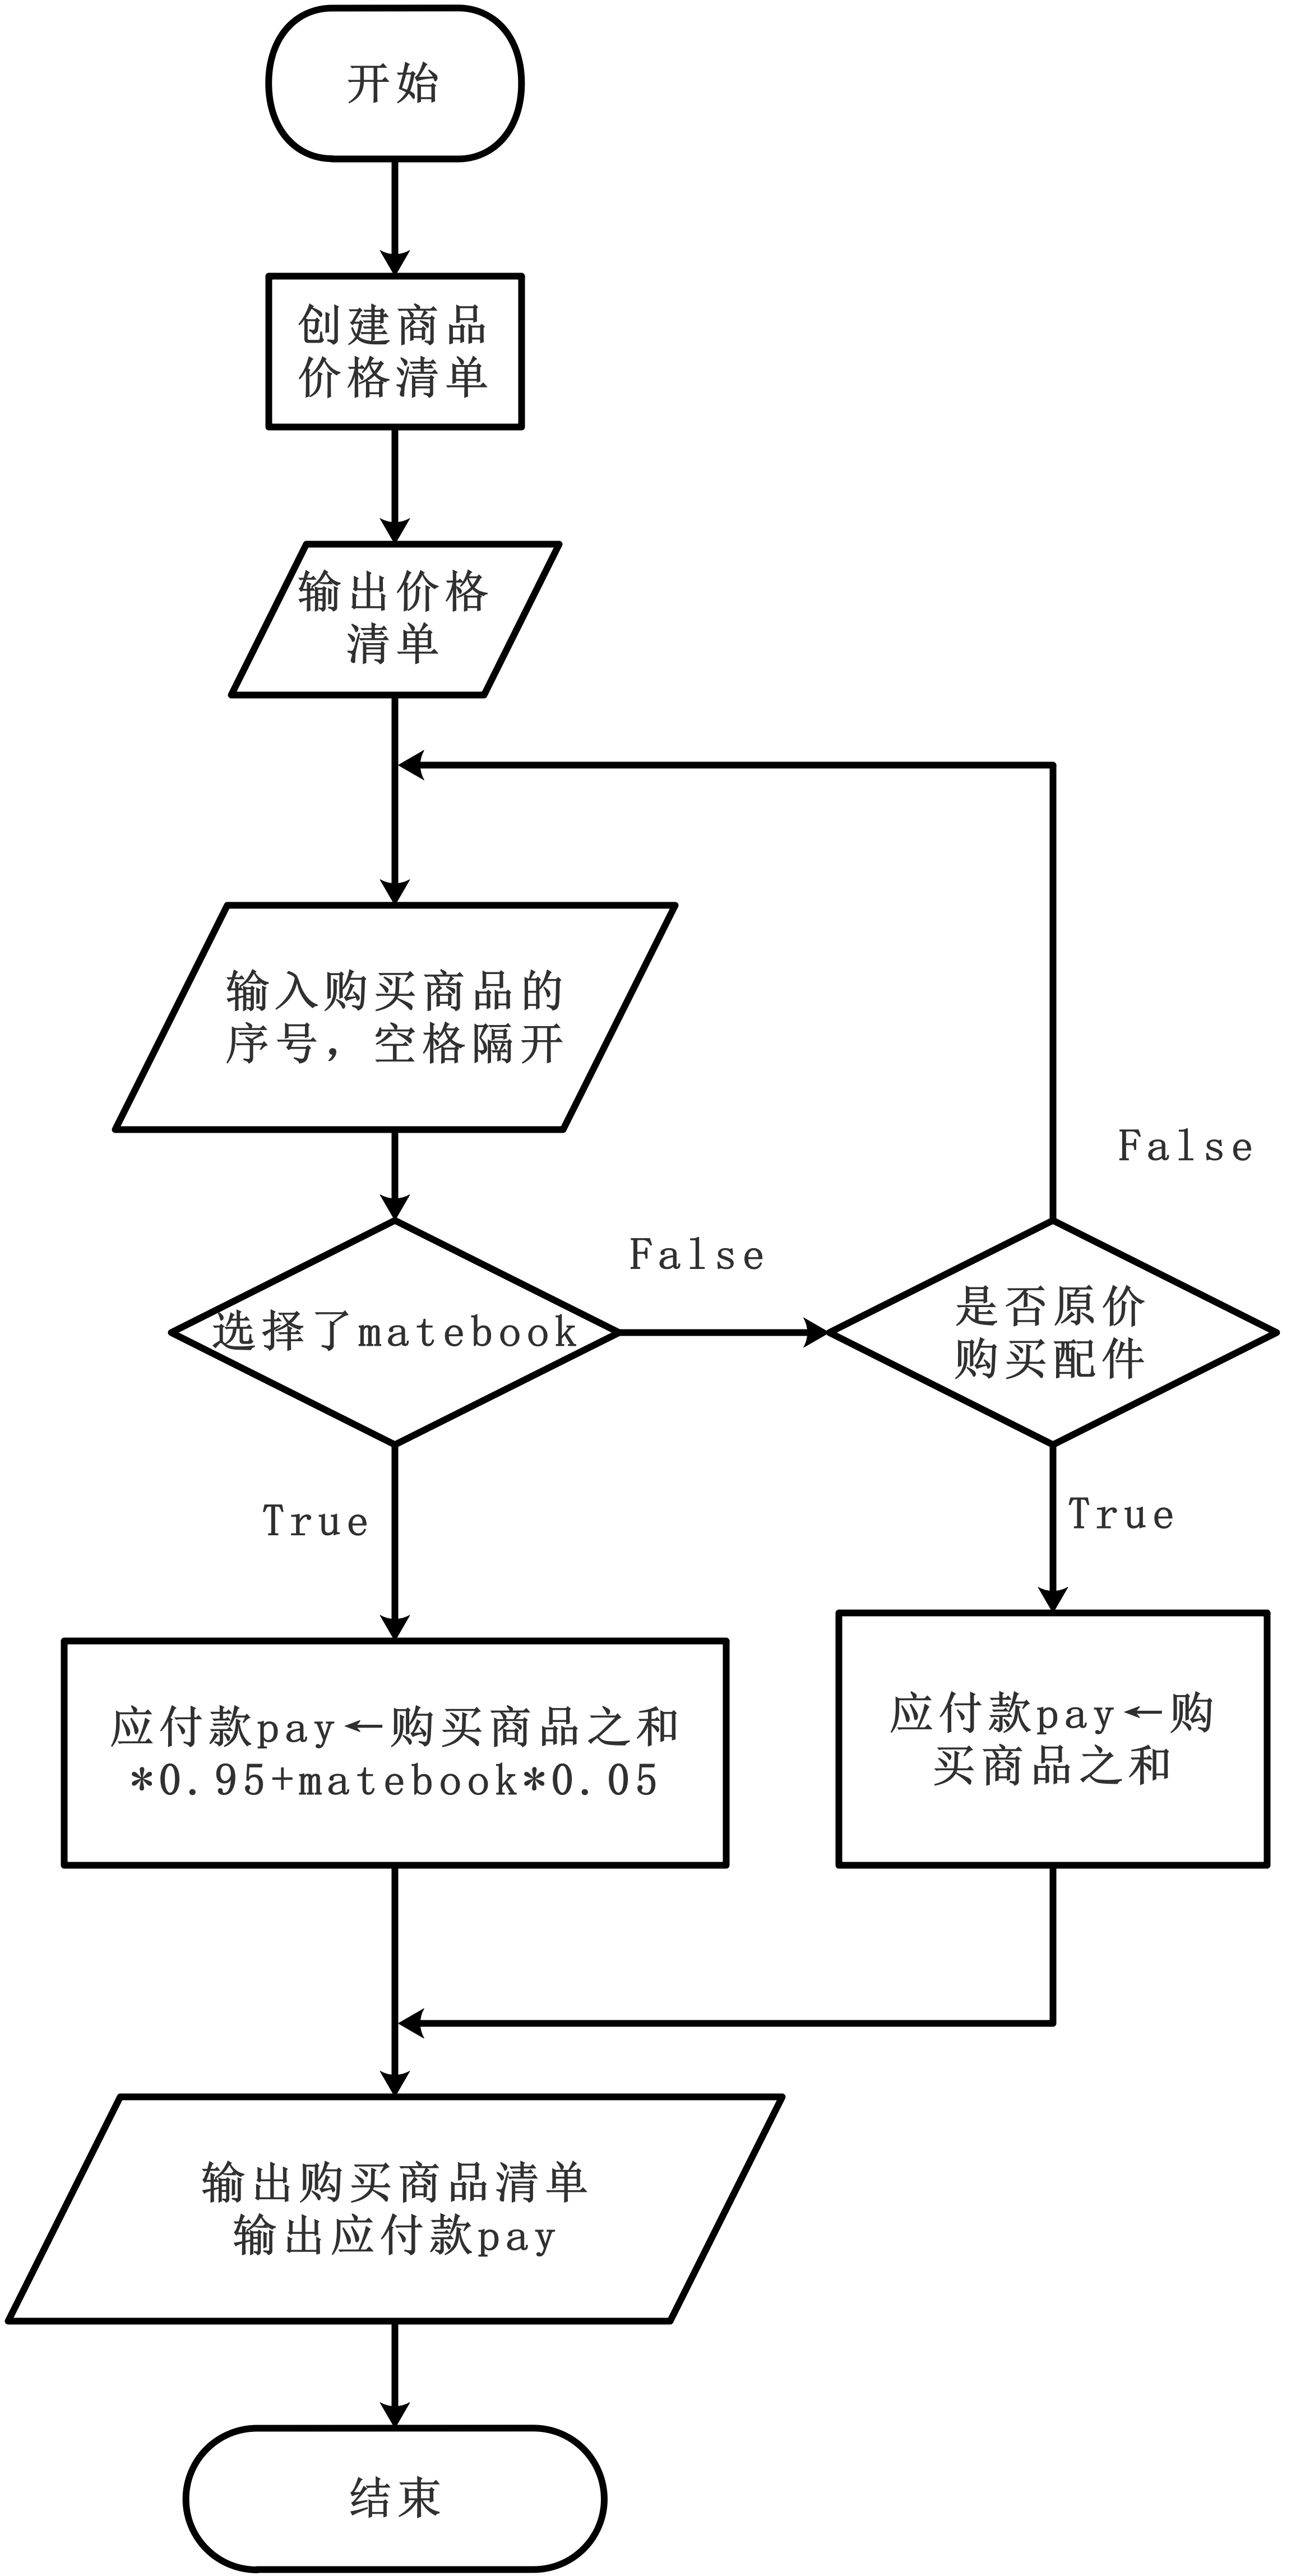 开始
创建商品
价格清单
输出价格
清单
输入购买商品的
序号，空格隔开
False
False
选择了matebook
是否原价
购买配件
True
True
应付款pay←购买商品之和
*0.95+matebook*0.05
应付款pay←购
买商品之和
输出购买商品清单
输出应付款pay
结束